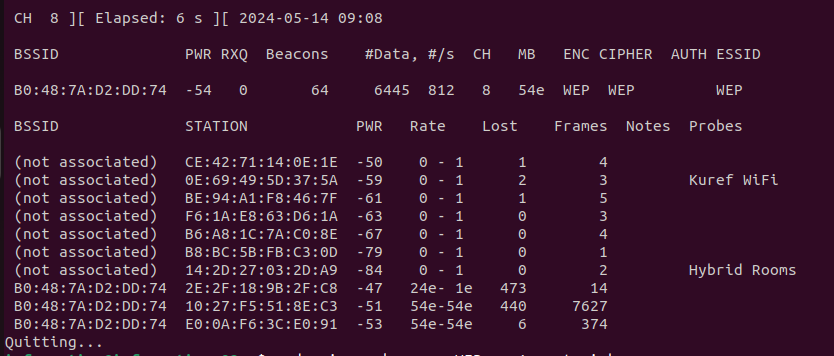 CH  8 ][ Elapsed: 6 s ][ 2024-05-14 09:08
BSSID              PWR RXQ  Beacons    #Data, #/s  CH   MB   ENC CIPHER  AUTH ESSID
B0:48:7A:D2:DD:74  -54   0       64     6445  812   8   54e  WEP  WEP         WEP
BSSID              STATION            PWR   Rate    Lost    Frames  Notes  Probes
(not associated)   CE:42:71:14:0E:1E  -50    0 - 1      1        4
(not associated)   0E:69:49:5D:37:5A  -59    0 - 1      2        3         Kuref WiFi
(not associated)   BE:94:A1:F8:46:7F  -61    0 - 1      1        5
(not associated)   F6:1A:E8:63:D6:1A  -63    0 - 1      0        3
(not associated)   B6:A8:1C:7A:C0:8E  -67    0 - 1      0        4
(not associated)   B8:BC:5B:FB:C3:0D  -79    0 - 1      0        1
(not associated)   14:2D:27:03:2D:A9  -84    0 - 1      0        2         Hybrid Rooms
B0:48:7A:D2:DD:74  2E:2F:18:9B:2F:C8  -47   24e- 1e   473       14
B0:48:7A:D2:DD:74  10:27:F5:51:8E:C3  -51   54e-54e   440     7627
B0:48:7A:D2:DD:74  E0:0A:F6:3C:E0:91  -53   54e-54e     6      374
Quitting...